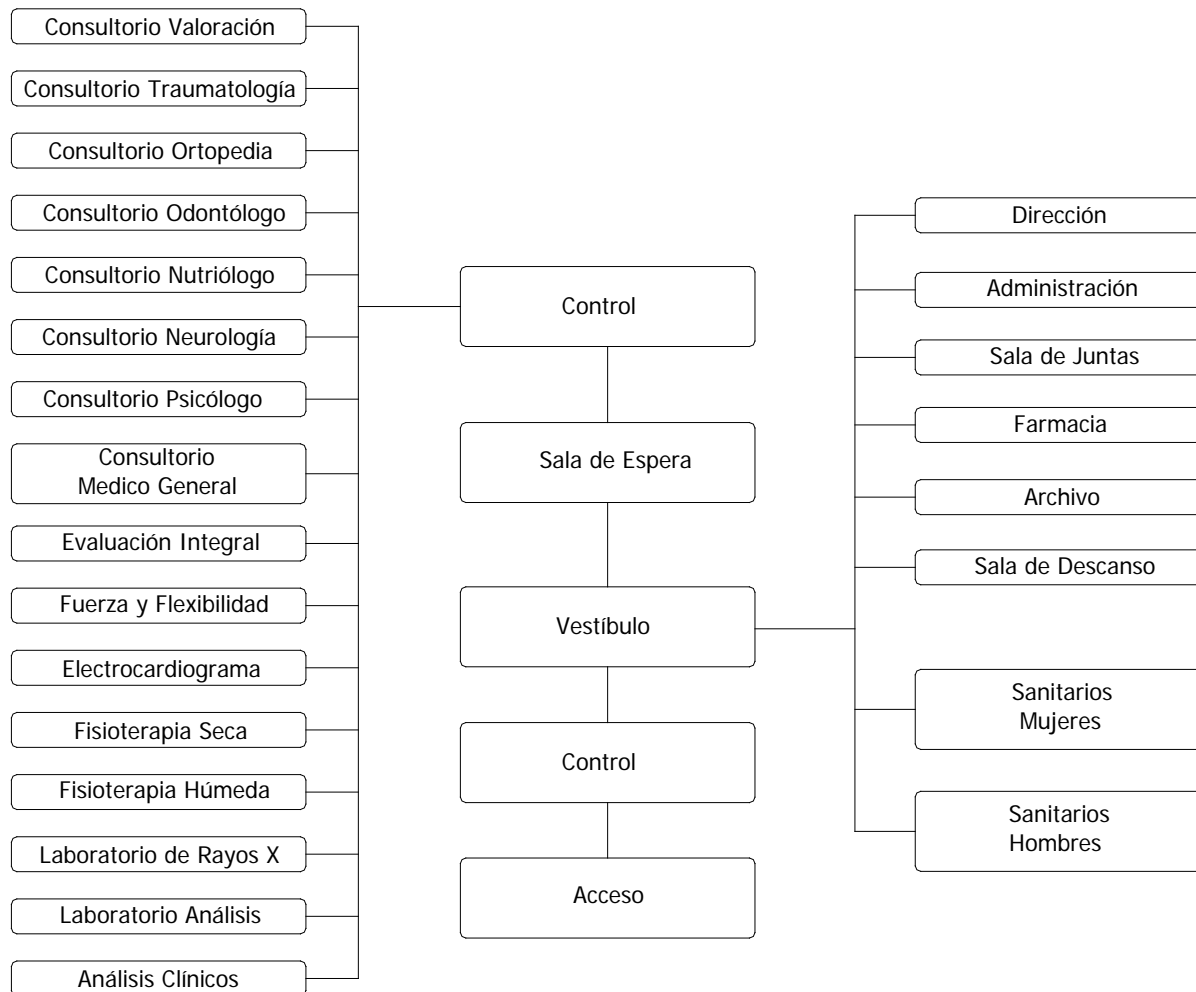 Consultorio Valoración
Consultorio Traumatología
Consultorio Ortopedia
Consultorio Odontólogo
Consultorio Nutriólogo
Consultorio Neurología
Consultorio Psicólogo
Consultorio
Medico General
Evaluación Integral
Fuerza y Flexibilidad
Electrocardiograma
Fisioterapia Seca
Fisioterapia Húmeda
Laboratorio de Rayos X
Laboratorio Análisis
Análisis Clínicos
Control
Sala de Espera
Vestíbulo
Control
Acceso
Dirección
Administración
Sala de Juntas
Farmacia
Archivo
Sala de Descanso
Sanitarios
Mujeres
Sanitarios
Hombres